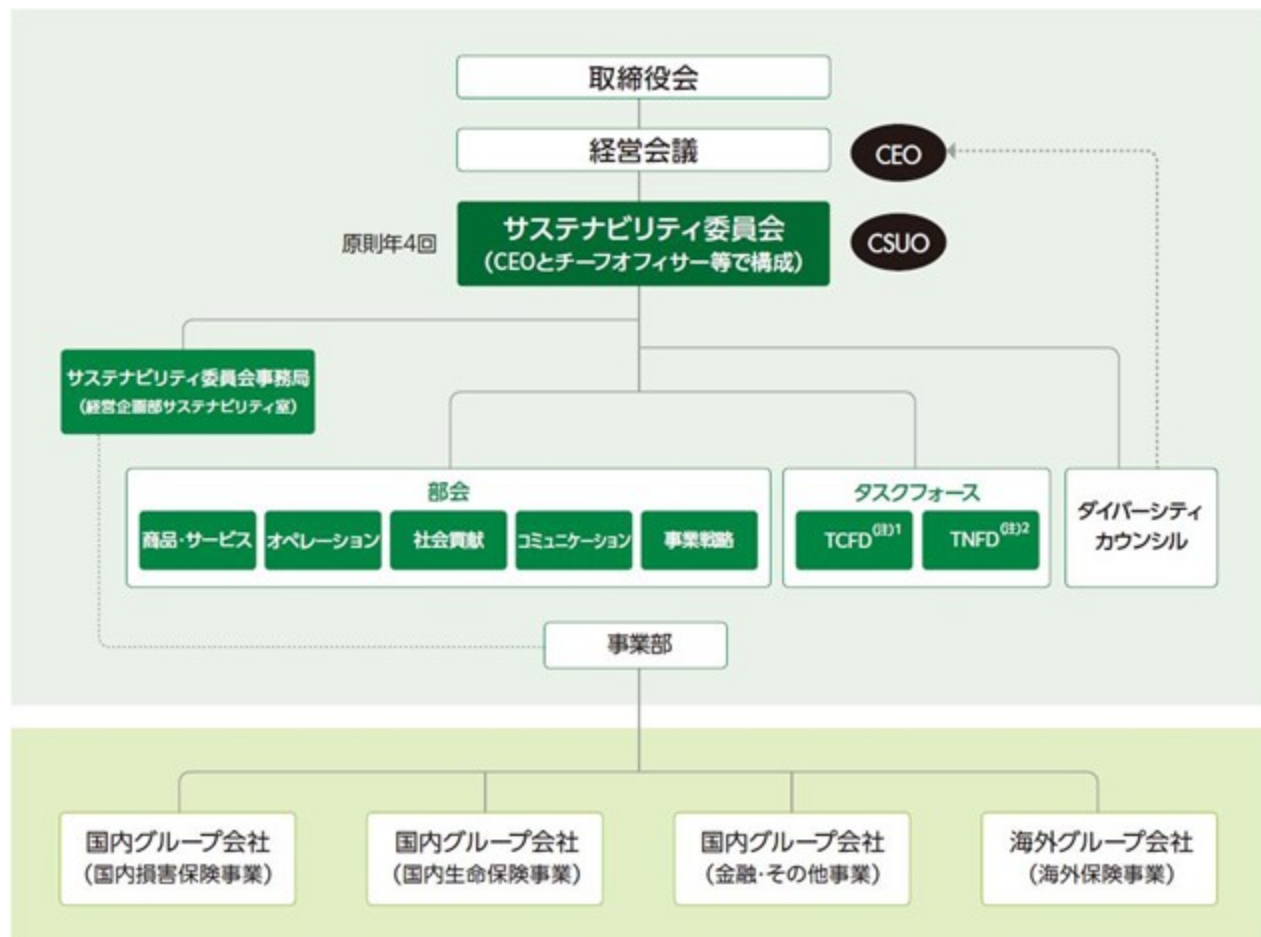 取締役会
経営会議
CEO
原則年4回
サステナビリティ委員会
(CEOとチーフオフィサー等で構成)
CSUO
サステナビリティ委員会事務局
(経営企画部サステナビリティ室)
部会
商品・サービス
オペレーション
社会貢献
コミュニケーション
事業戦略
タスクフォース
TCFD(注)1
TNFD(注)2
ダイバーシティ
カウンシル
事業部
国内グループ会社
(国内損害保険事業)
国内グループ会社
(国内生命保険事業)
国内グループ会社
(金融・その他事業)
海外グループ会社
(海外保険事業)